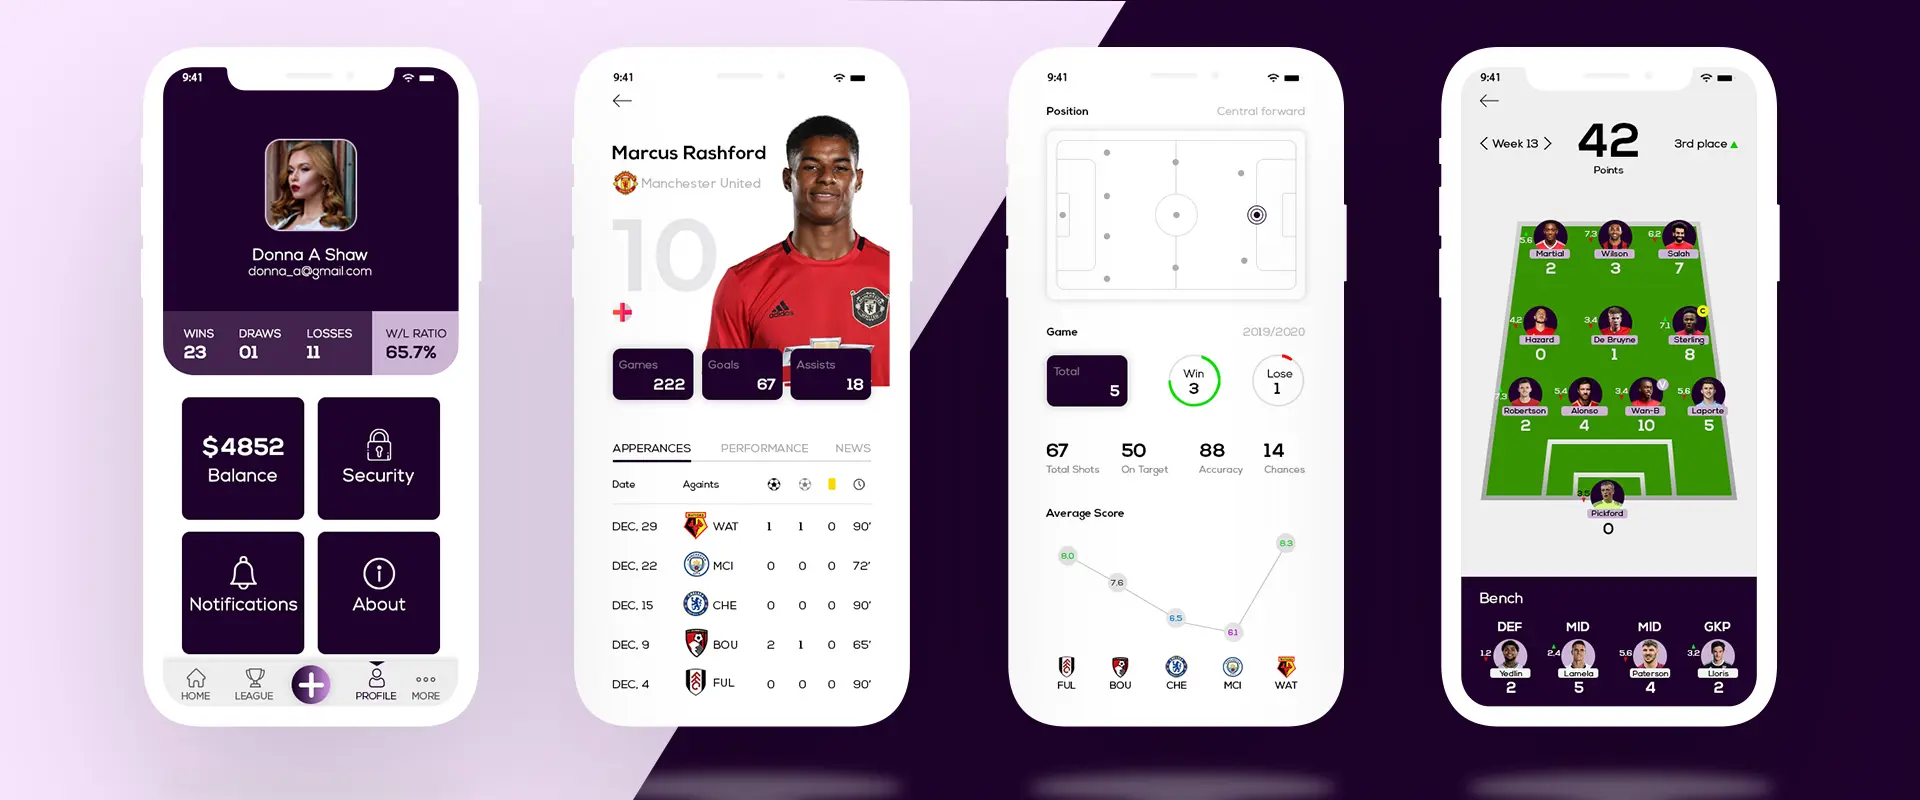 9:41
Donna A Shaw
donna_a@gmail.com
WINS DRAWS LOSSES W/L RATIO
23 01 11 65.7%
$4852
Balance
Security
Notifications
About
HOME LEAGUE PROFILE MORE
9:41
Marcus Rashford
Manchester United
10
adidas
Games Goals Assists
222 67 18
APPERANCES PERFORMANCE NEWS
Date Againts
DEC, 29 WAT 1 1 0 90'
DEC, 22 MCI 0 0 0 72'
DEC, 15 CHE 0 0 0 90'
DEC, 9 BOU 2 1 0 65'
DEC, 4 FUL 0 0 0 90'
9:41
Position Central forward
Game 2019/2020
Total
5
Win
3
Lose
1
67 50 88 14
Total Shots On Target Accuracy Chances
Average Score
8.0 7.6 6.5 6.1 8.3
FUL BOU CHE MCI WAT
9:41
Week 13
42
Points
3rd place
5.6 7.3 6.2
Martial Wilson Salah
2 3 7
4.2 3.4 7.1 C
Hazard De Bruyne Sterling
0 1 8
7.3 5.4 3.4 V 5.6
Robertson Alonso Wan-B Laporte
2 4 10 5
3.5
Pickford
0
Bench
DEF MID MID GKP
1.2 2.4 5.6 3.2
Yedlin Lamela Paterson Lloris
2 5 4 2